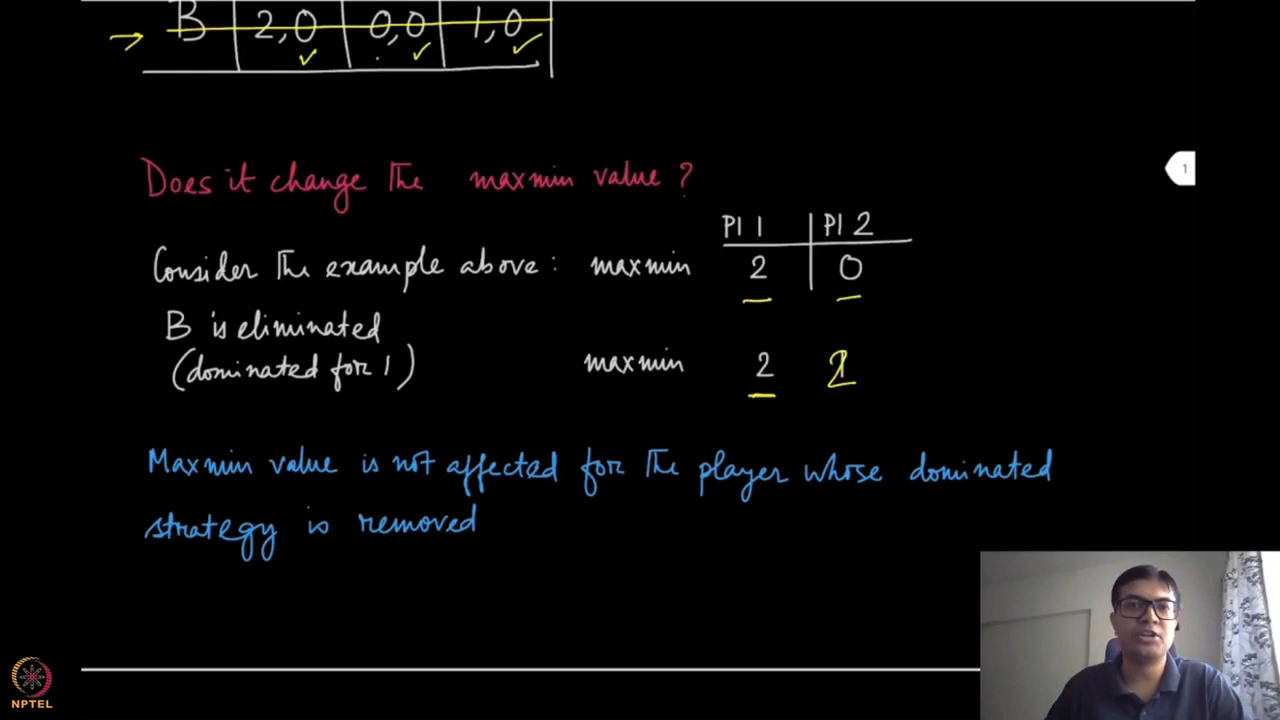 B 2,0 0,0 1,0
Does it change the maxmin value ?
Pl 1 Pl 2
Consider the example above : maxmin 2 0
B is eliminated
(dominated for 1) maxmin 2
Maxmin value is not affected for the player whose dominated
strategy is removed
1
NPTEL